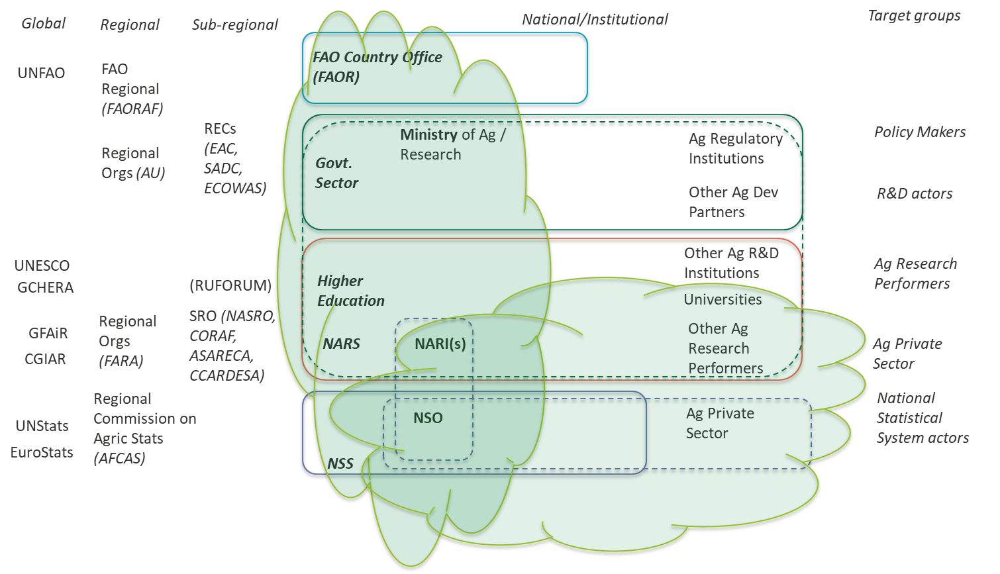 Global
Regional
Sub-regional
National/Institutional
Target groups
UNFAO
FAO
Regional
(FAORAF)
FAO Country Office
(FAOR)
Regional
Orgs (AU)
RECs
(EAC,
SADC,
ECOWAS)
Govt.
Sector
Ministry of Ag /
Research
Ag Regulatory
Institutions
Other Ag Dev
Partners
Policy Makers
R&D actors
UNESCO
GCHERA
(RUFORUM)
Higher
Education
Other Ag R&D
Institutions
Universities
Ag Research
Performers
GFAiR
CGIAR
Regional
Orgs
(FARA)
SRO (NASRO,
CORAF,
ASARECA,
CCARDESA)
NARS
NARI(s)
Other Ag
Research
Performers
Ag Private
Sector
UNStats
EuroStats
Regional
Commission on
Agric Stats
(AFCAS)
NSO
NSS
Ag Private
Sector
National
Statistical
System actors